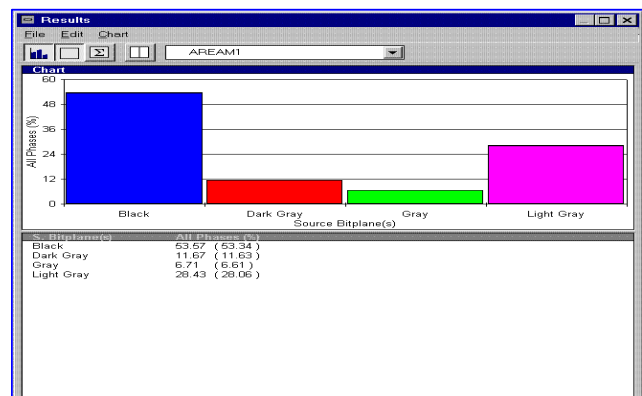 Results
File Edit Chart
Σ AREAM1
Chart
60
48
36
24
12
0
All Phases (%)
Black Dark Gray Gray Light Gray
Source Bitplane(s)
S. Bitplane(s) All Phases (%)
Black 53.57 (53.34)
Dark Gray 11.67 (11.63)
Gray 6.71 (6.61)
Light Gray 28.43 (28.06)